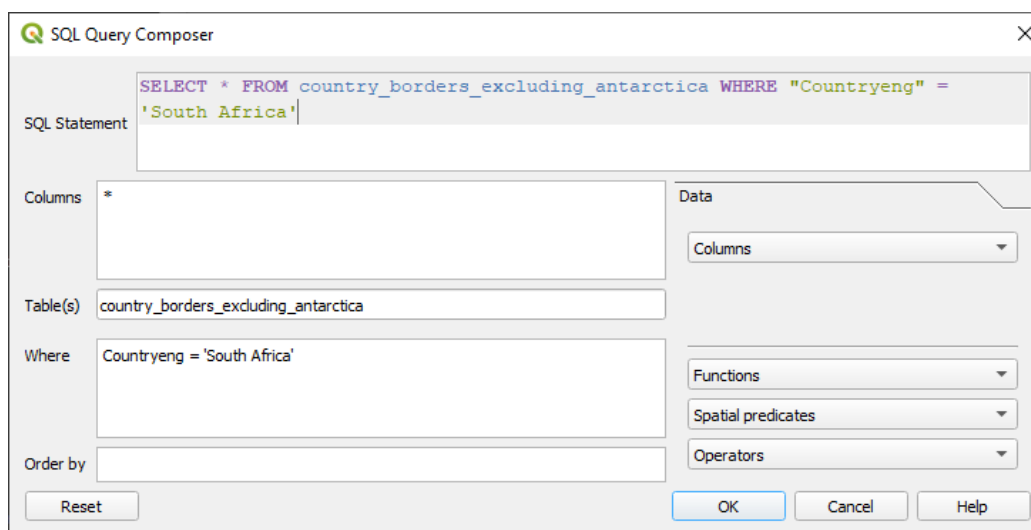 SQL Query Composer
SELECT * FROM country_borders_excluding_antarctica WHERE "Countryeng" =
'South Africa'
SQL Statement
Columns
*
Data
Columns
Table(s)
country_borders_excluding_antarctica
Where
Countryeng = 'South Africa'
Functions
Spatial predicates
Order by
Operators
Reset
OK
Cancel
Help